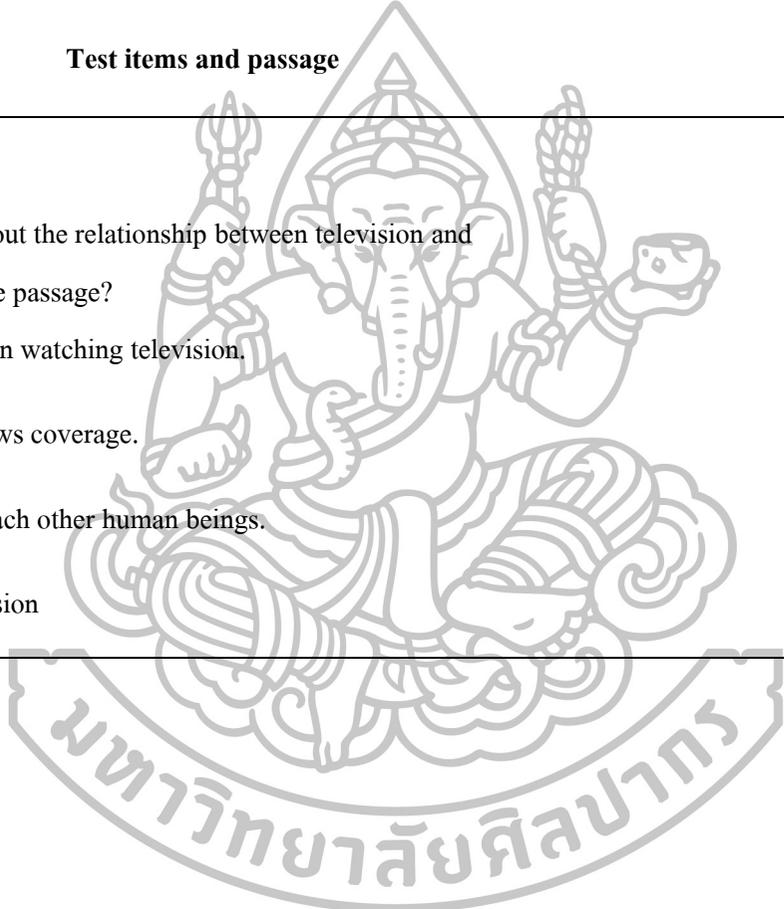 Test items and passage
out the relationship between television and
e passage?
n watching television.
ws coverage.
ach other human beings.
sion
มหาวิทยาลัยศิลปากร